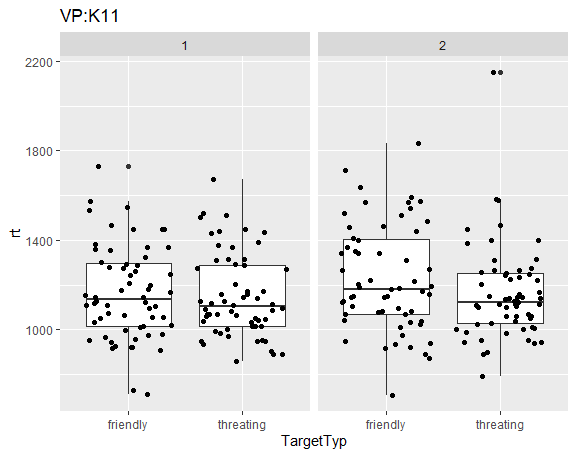 VP:K11
1 2
2200
1800
1400
1000
rt
friendly threating friendly threating
TargetTyp